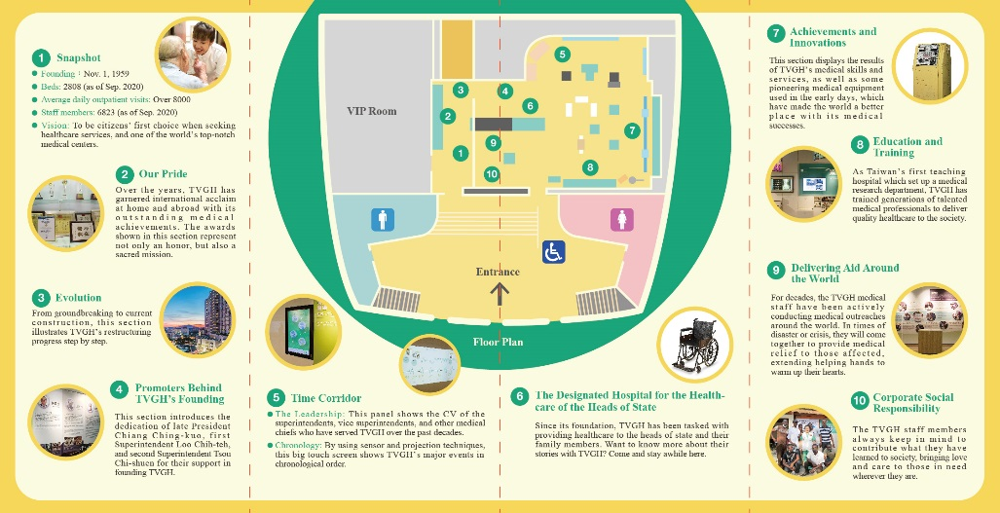 1 Snapshot
Founding : Nov. 1, 1959
Beds: 2808 (as of Sep. 2020)
Average daily outpatient visits: Over 8000
Staff members: 6823 (as of Sep. 2020)
Vision: To be citizens' first choice when seeking
healthcare services, and one of the world's top-notch
medical centers.
2 Our Pride
Over the years, TVGH has
garnered international acclaim
at home and abroad with its
outstanding medical
achievements. The awards
shown in this section represent
not only an honor, but also a
sacred mission.
3 Evolution
From groundbreaking to current
construction, this section
illustrates TVGH's restructuring
progress step by step.
4 Promoters Behind
TVGH's Founding
This section introduces the
dedication of late President
Chiang Ching-kuo, first
Superintendent Loo Chih-teh,
and second Superintendent Tsou
Chi-shuen for their support in
founding TVGH.
VIP Room
1
2
3
4
5
6
7
8
9
10
Entrance
Floor Plan
5 Time Corridor
The Leadership: This panel shows the CV of the
superintendents, vice superintendents, and other medical
chiefs who have served TVGH over the past decades.
Chronology: By using sensor and projection techniques,
this big touch screen shows TVGH's major events in
chronological order.
6 The Designated Hospital for the Health-
care of the Heads of State
Since its foundation, TVGH has been tasked with
providing healthcare to the heads of state and their
family members. Want to know more about their
stories with TVGH? Come and stay awhile here.
7 Achievements and
Innovations
This section displays the results
of TVGH's medical skills and
services, as well as some
pioneering medical equipment
used in the early days, which
have made the world a better
place with its medical
successes.
8 Education and
Training
As Taiwan's first teaching
hospital which set up a medical
research department, TVGH has
trained generations of talented
medical professionals to deliver
quality healthcare to the society.
9 Delivering Aid Around
the World
For decades, the TVGH medical
staff have been actively
conducting medical outreaches
around the world. In times of
disaster or crisis, they will come
together to provide medical
relief to those affected,
extending helping hands to
warm up their hearts.
10 Corporate Social
Responsibility
The TVGH staff members
always keep in mind to
contribute what they have
learned to society, bringing love
and care to those in need
wherever they are.